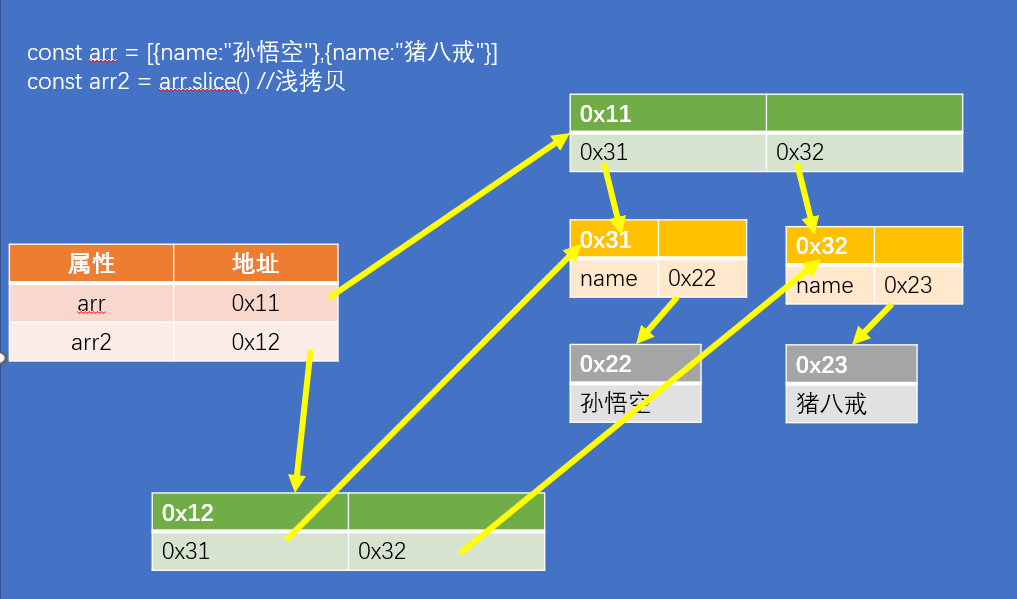 const arr = [{name:"孙悟空"},{name:"猪八戒"}]
const arr2 = arr.slice() //浅拷贝
0x11
0x31 0x32
0x31
name 0x22
0x32
name 0x23
属性 地址
arr 0x11
arr2 0x12
0x22
孙悟空
0x23
猪八戒
0x12
0x31 0x32